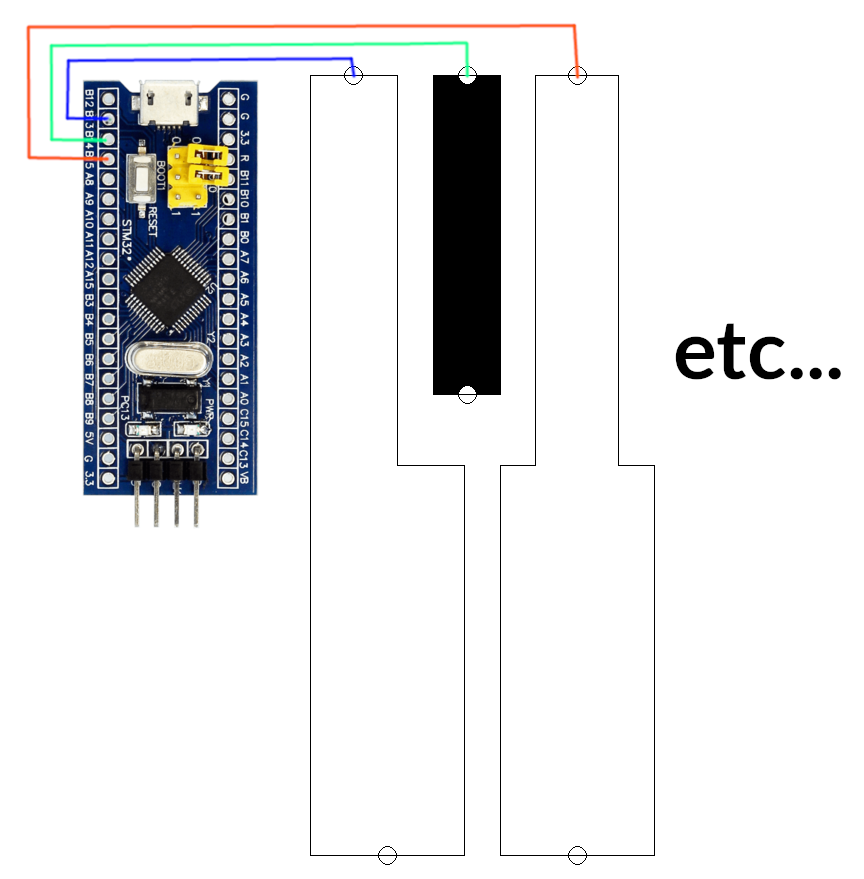 B12
B13
B14
B15
A8
A9
A10
A11
A12
A15
B3
B4
B5
B6
B7
B8
B9
5V
G
3.3
G
G
3.3
R
B11
B10
B1
B0
A7
A6
A5
A4
A3
A2
A1
A0
C15
C14
C13
VB
BOOT1
RESET
STM32
Y2
Y1
PC13
PWR
etc...